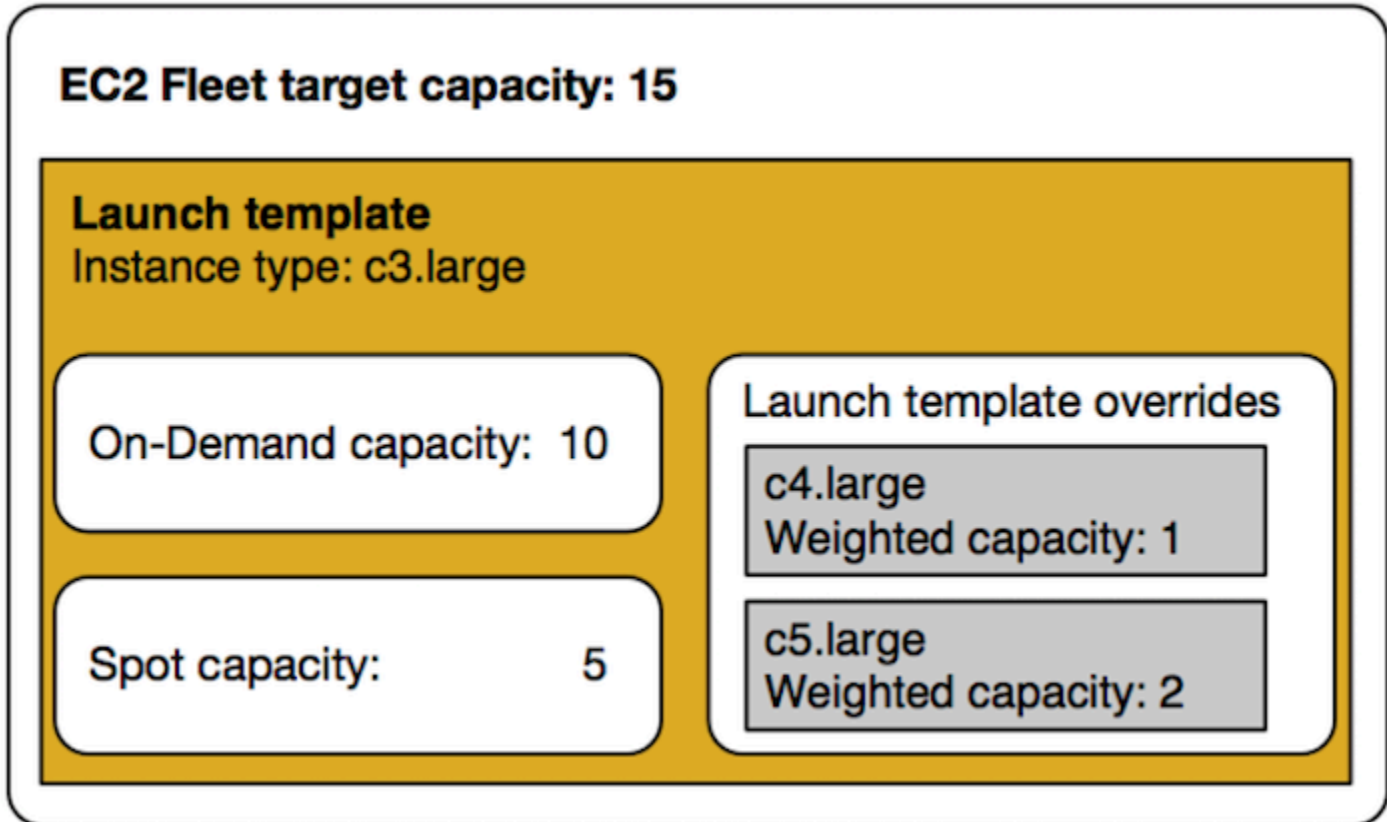 EC2 Fleet target capacity: 15
Launch template
Instance type: c3.large
On-Demand capacity: 10
Spot capacity: 5
Launch template overrides
c4.large
Weighted capacity: 1
c5.large
Weighted capacity: 2